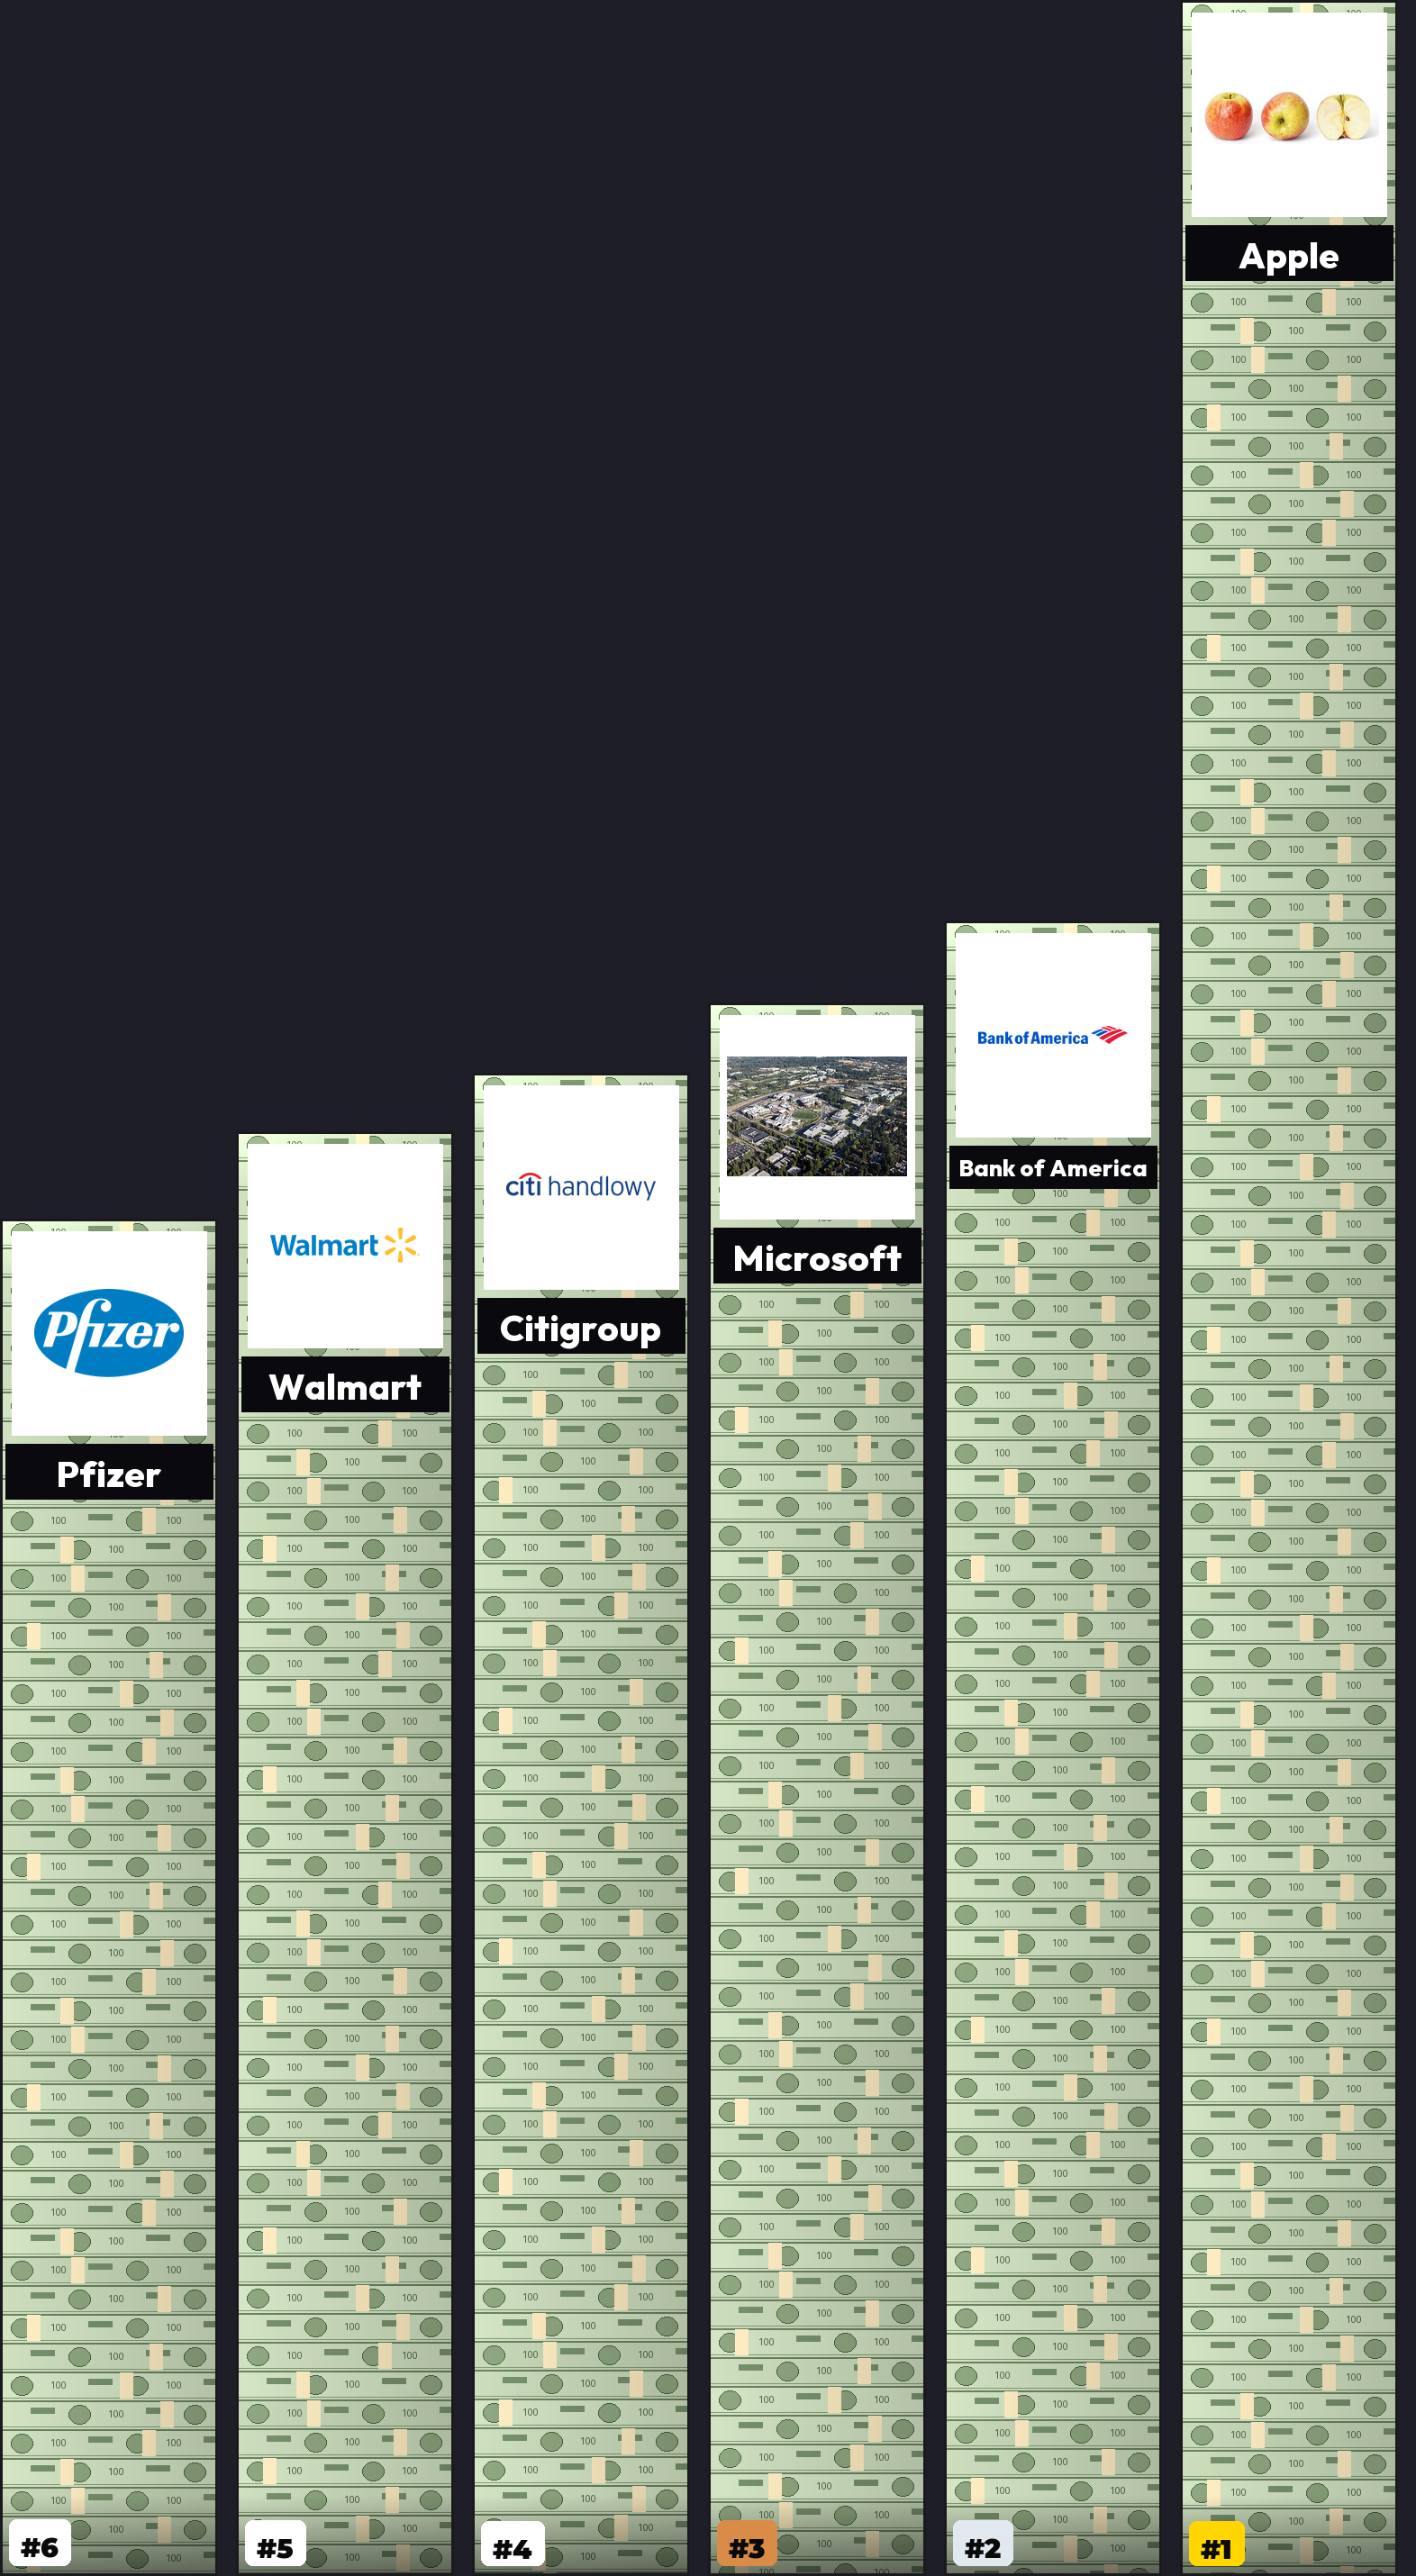 Apple
Bank of America
Bank of America
Microsoft
citi handlowy
Citigroup
Walmart
Walmart
Pfizer
Pfizer
#6
#5
#4
#3
#2
#1
100